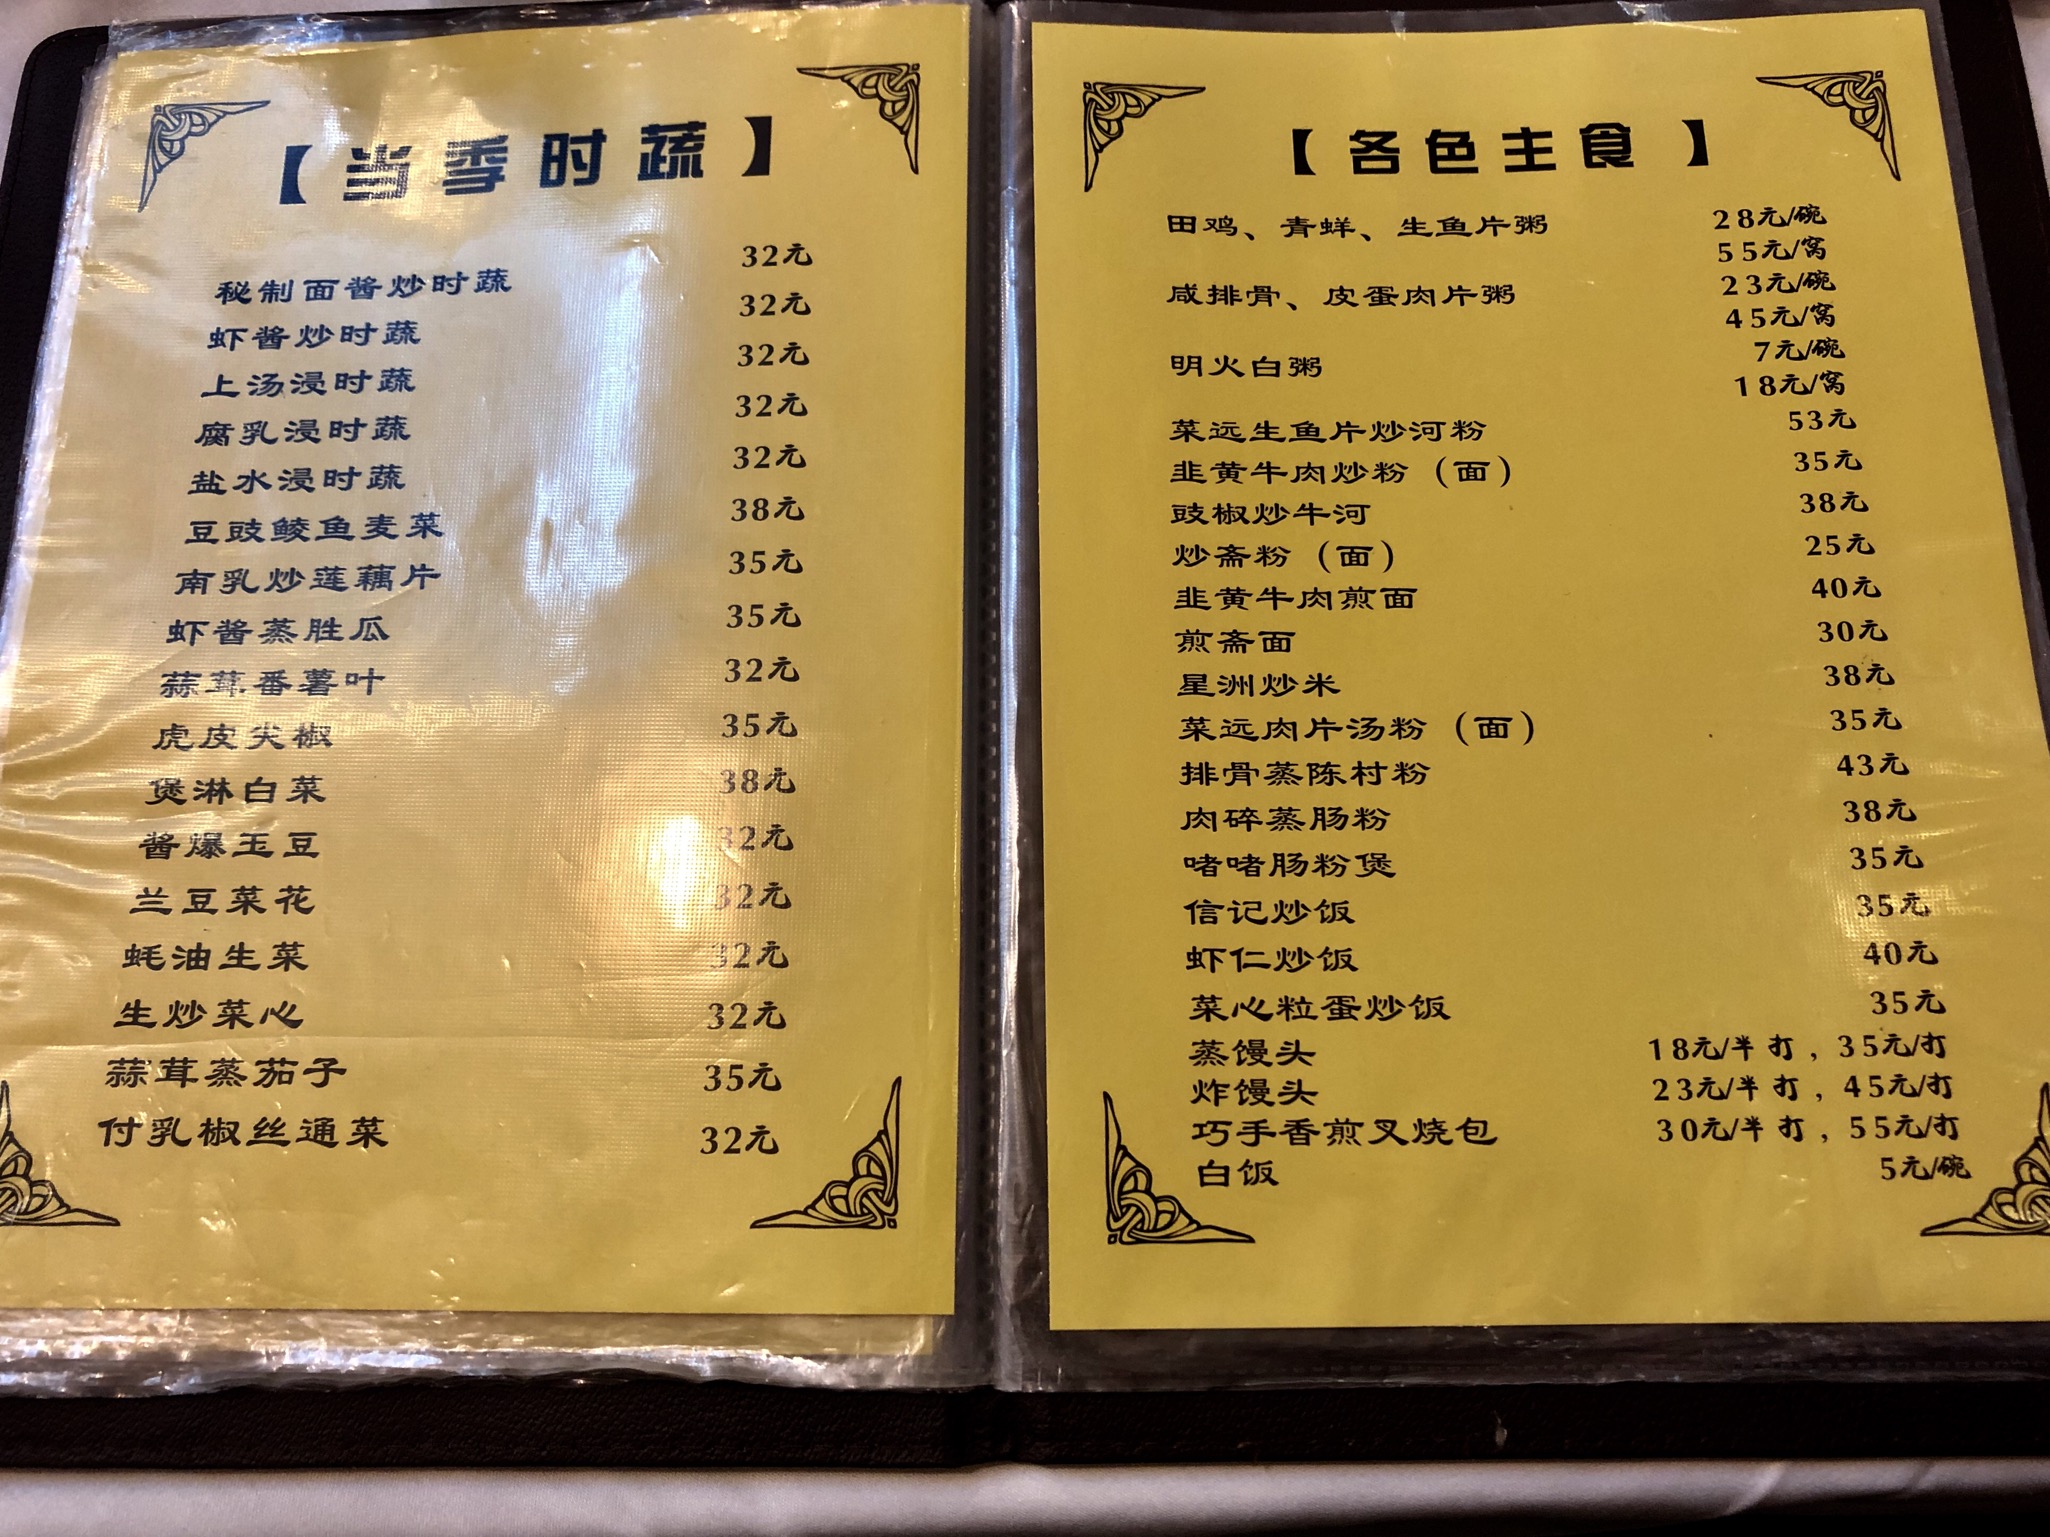 【当季时蔬】
秘制面酱炒时蔬 32元
虾酱炒时蔬 32元
上汤浸时蔬 32元
腐乳浸时蔬 32元
盐水浸时蔬 32元
豆豉鲮鱼麦菜 38元
南乳炒莲藕片 35元
虾酱蒸胜瓜 35元
蒜茸番薯叶 32元
虎皮尖椒 35元
煲淋白菜 38元
酱爆玉豆 32元
兰豆菜花 32元
蚝油生菜 32元
生炒菜心 32元
蒜茸蒸茄子 35元
付乳椒丝通菜 32元
【各色主食】
田鸡、青蛘、生鱼片粥 28元/碗
55元/窝
咸排骨、皮蛋肉片粥 23元/碗
45元/窝
明火白粥 7元/碗
18元/窝
菜远生鱼片炒河粉 53元
韭黄牛肉炒粉（面） 35元
豉椒炒牛河 38元
炒斋粉（面） 25元
韭黄牛肉煎面 40元
煎斋面 30元
星洲炒米 38元
菜远肉片汤粉（面） 35元
排骨蒸陈村粉 43元
肉碎蒸肠粉 38元
啫啫肠粉煲 35元
信记炒饭 35元
虾仁炒饭 40元
菜心粒蛋炒饭 35元
蒸馒头 18元/半打，35元/打
炸馒头 23元/半打，45元/打
巧手香煎叉烧包 30元/半打，55元/打
白饭 5元/碗